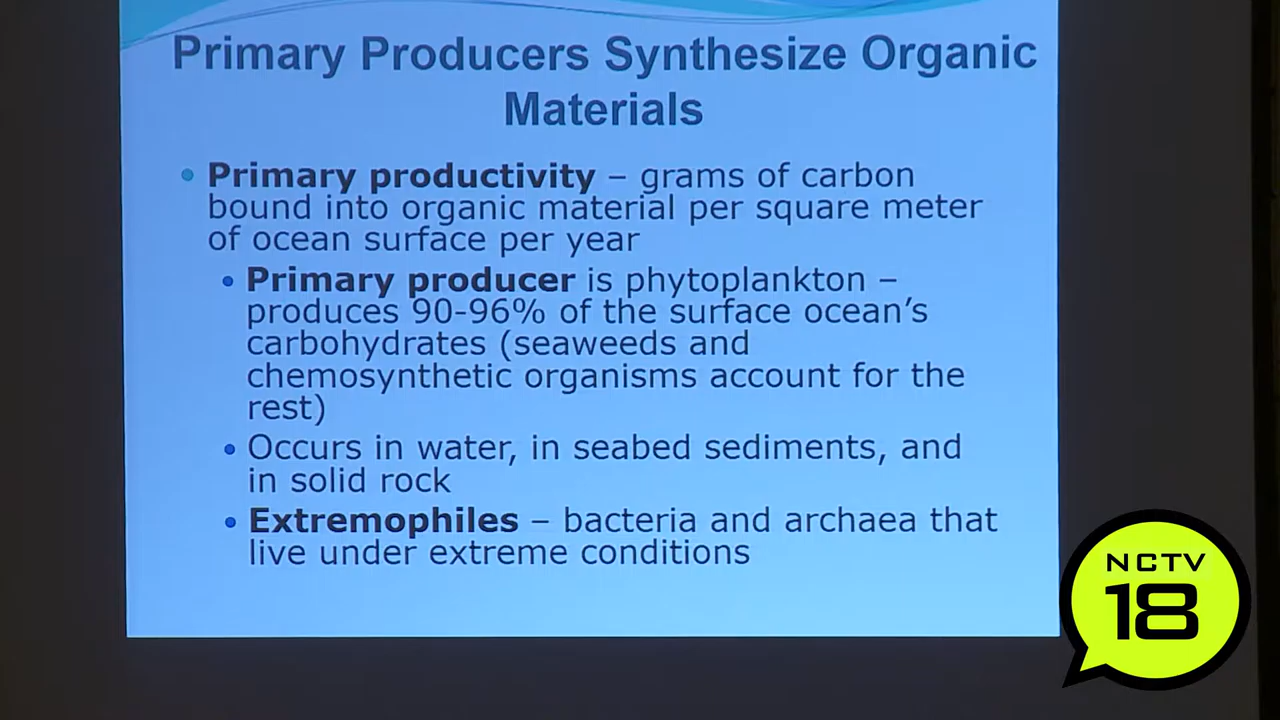 Primary Producers Synthesize Organic
Materials
• Primary productivity – grams of carbon
bound into organic material per square meter
of ocean surface per year
• Primary producer is phytoplankton –
produces 90-96% of the surface ocean’s
carbohydrates (seaweeds and
chemosynthetic organisms account for the
rest)
• Occurs in water, in seabed sediments, and
in solid rock
• Extremophiles – bacteria and archaea that
live under extreme conditions
NCTV
18